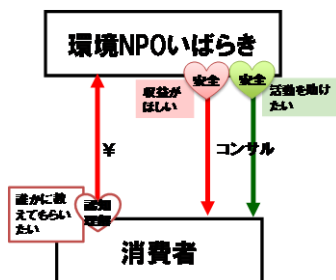 環境NPOいばらき
安全
安全
収益が
ほしい
活動を助け
たい
¥
コンサル
誰かに教
えてもらい
たい
消費者